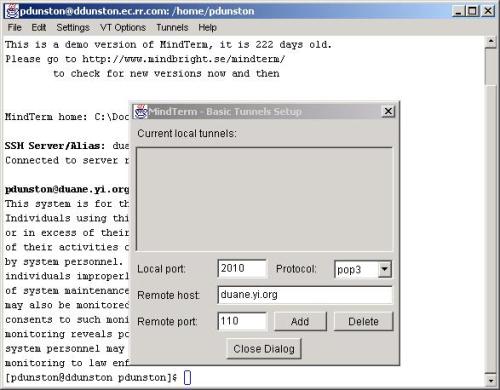 pdunston@ddunston.ec.rr.com: /home/pdunston
File Edit Settings VT Options Tunnels Help
This is a demo version of MindTerm, it is 222 days old.
Please go to http://www.mindbright.se/mindterm/
to check for new versions now and then
MindTerm home: C:\Doc
SSH Server/Alias: dua
Connected to server r
pdunston@duane.yi.org
This system is for th
Individuals using thi
or in excess of their
of their activities o
by system personnel.
individuals improperl
of system maintenance
may also be monitored
consents to such moni
monitoring reveals po
system personnel may
monitoring to law enf
[pdunston@ddunston pdunston]$
MindTerm - Basic Tunnels Setup
Current local tunnels:
Local port: 2010 Protocol: pop3
Remote host: duane.yi.org
Remote port: 110 Add Delete
Close Dialog